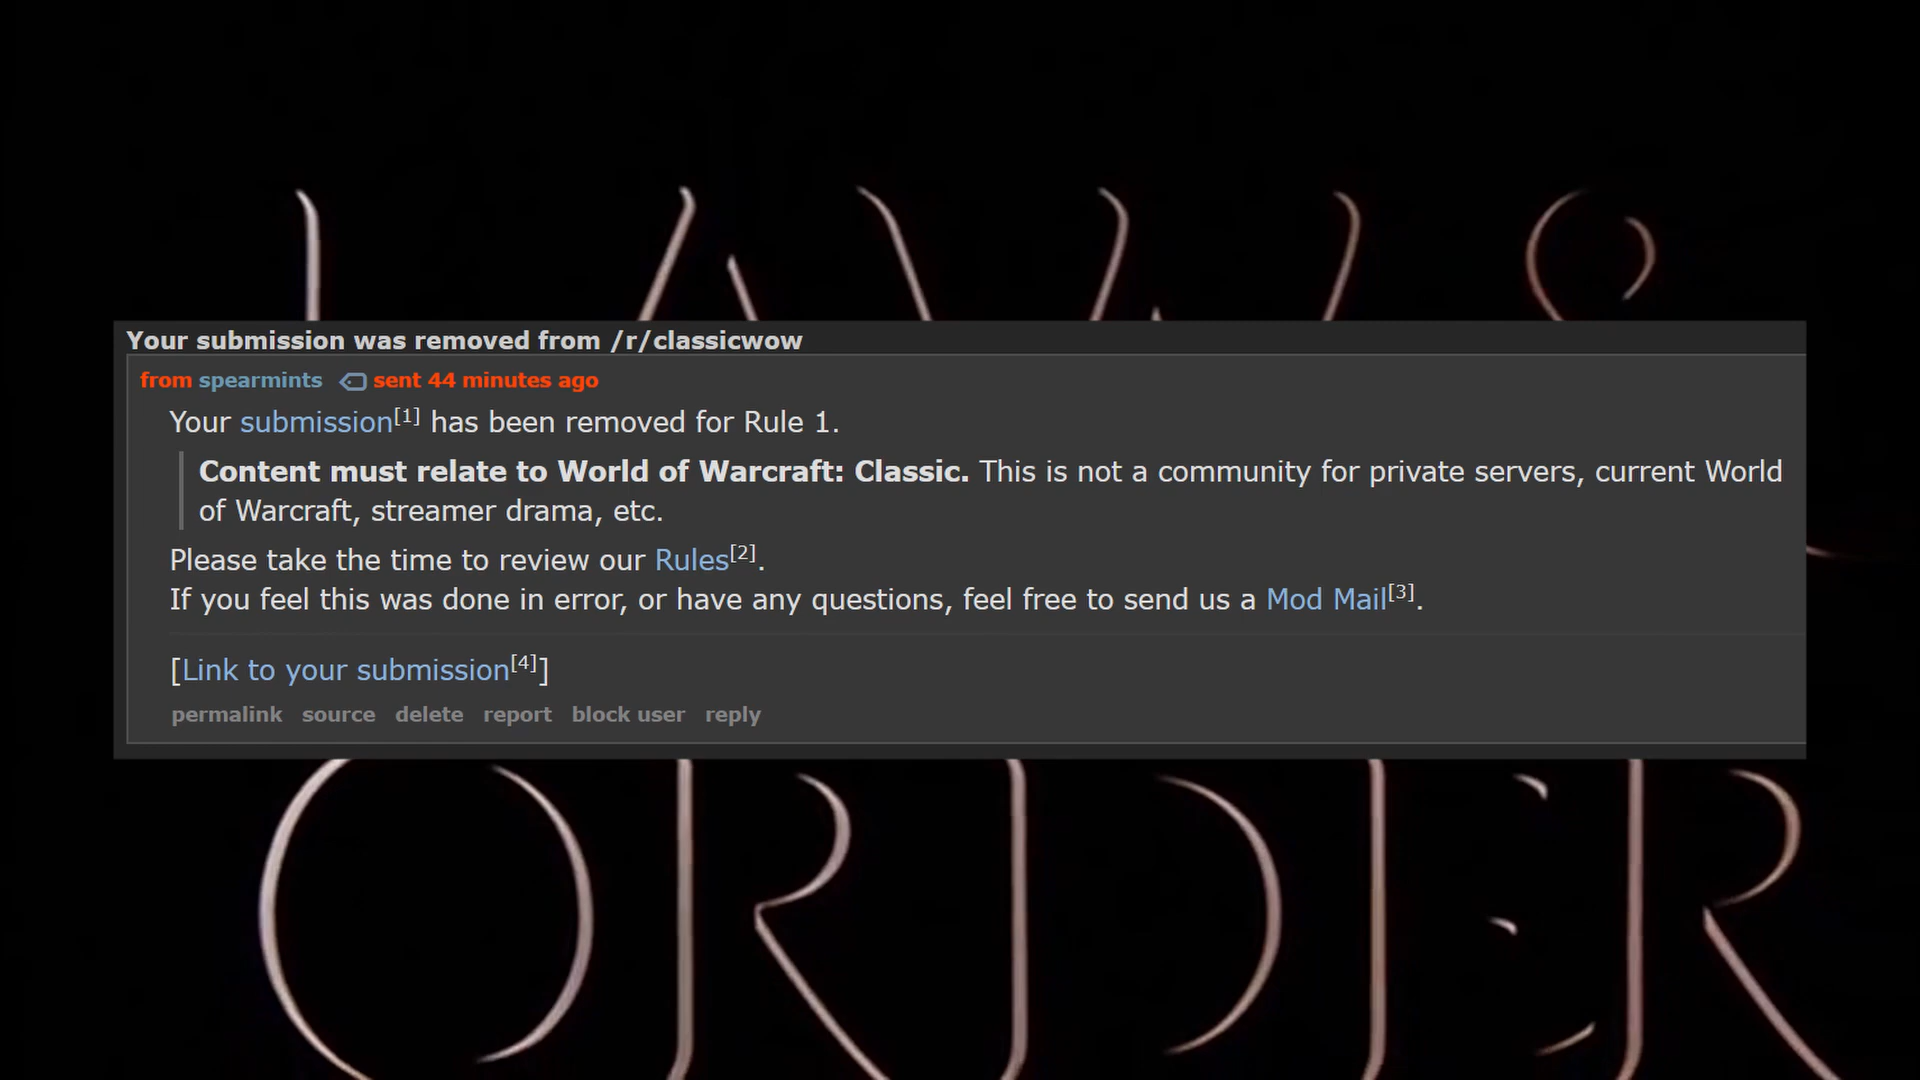 LAW &
Your submission was removed from /r/classicwow
from spearmints sent 44 minutes ago
Your submission[1] has been removed for Rule 1.
Content must relate to World of Warcraft: Classic. This is not a community for private servers, current World
of Warcraft, streamer drama, etc.
Please take the time to review our Rules[2].
If you feel this was done in error, or have any questions, feel free to send us a Mod Mail[3].
[Link to your submission[4]]
permalink source delete report block user reply
ORDER